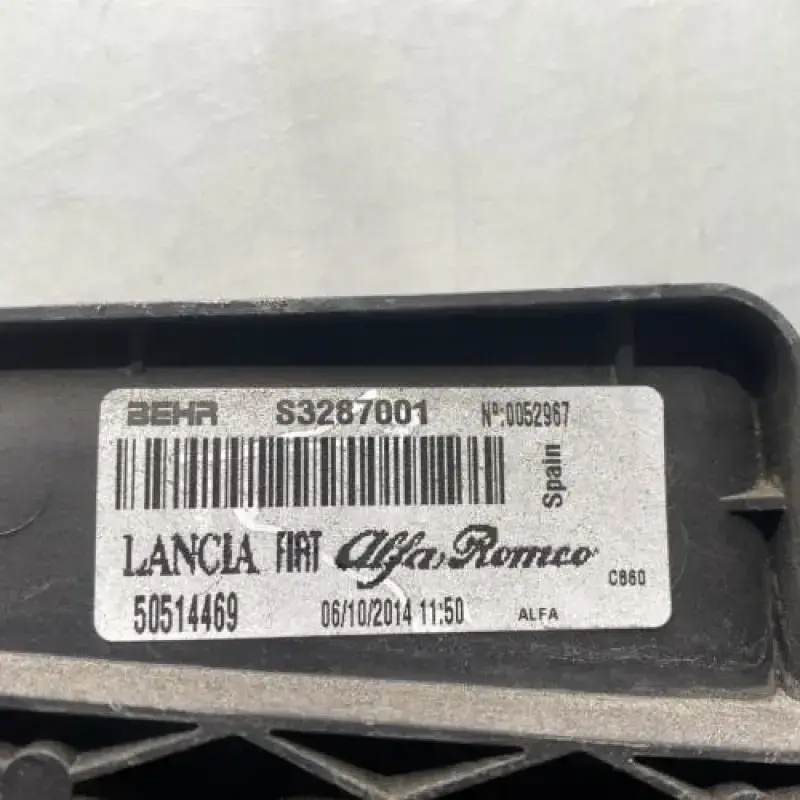 BEHR S3287001 Nº:0052967
Spain
LANCIA FIAT Alfa Romeo
C860
50514469 06/10/2014 11:50 ALFA